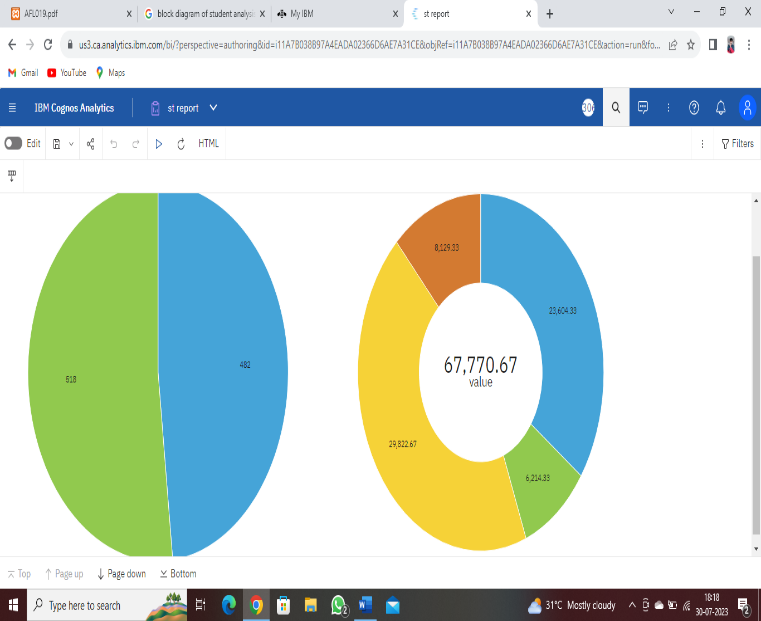 AFL019.pdf
block diagram of student analysis
My IBM
st report
us3.ca.analytics.ibm.com/bi/?perspective=authoring&id=i11A7B038B97A4EADA02366D6AE7A31CE&objRef=i11A7B038B97A4EADA02366D6AE7A31CE&action=run&fo...
Gmail YouTube Maps
IBM Cognos Analytics st report
Edit HTML Filters
8,129.33
23,604.33
482
67,770.67
518
value
29,822.67
6,214.33
Top Page up Page down Bottom
Type here to search
31°C Mostly cloudy
18:18
30-07-2023
2
2